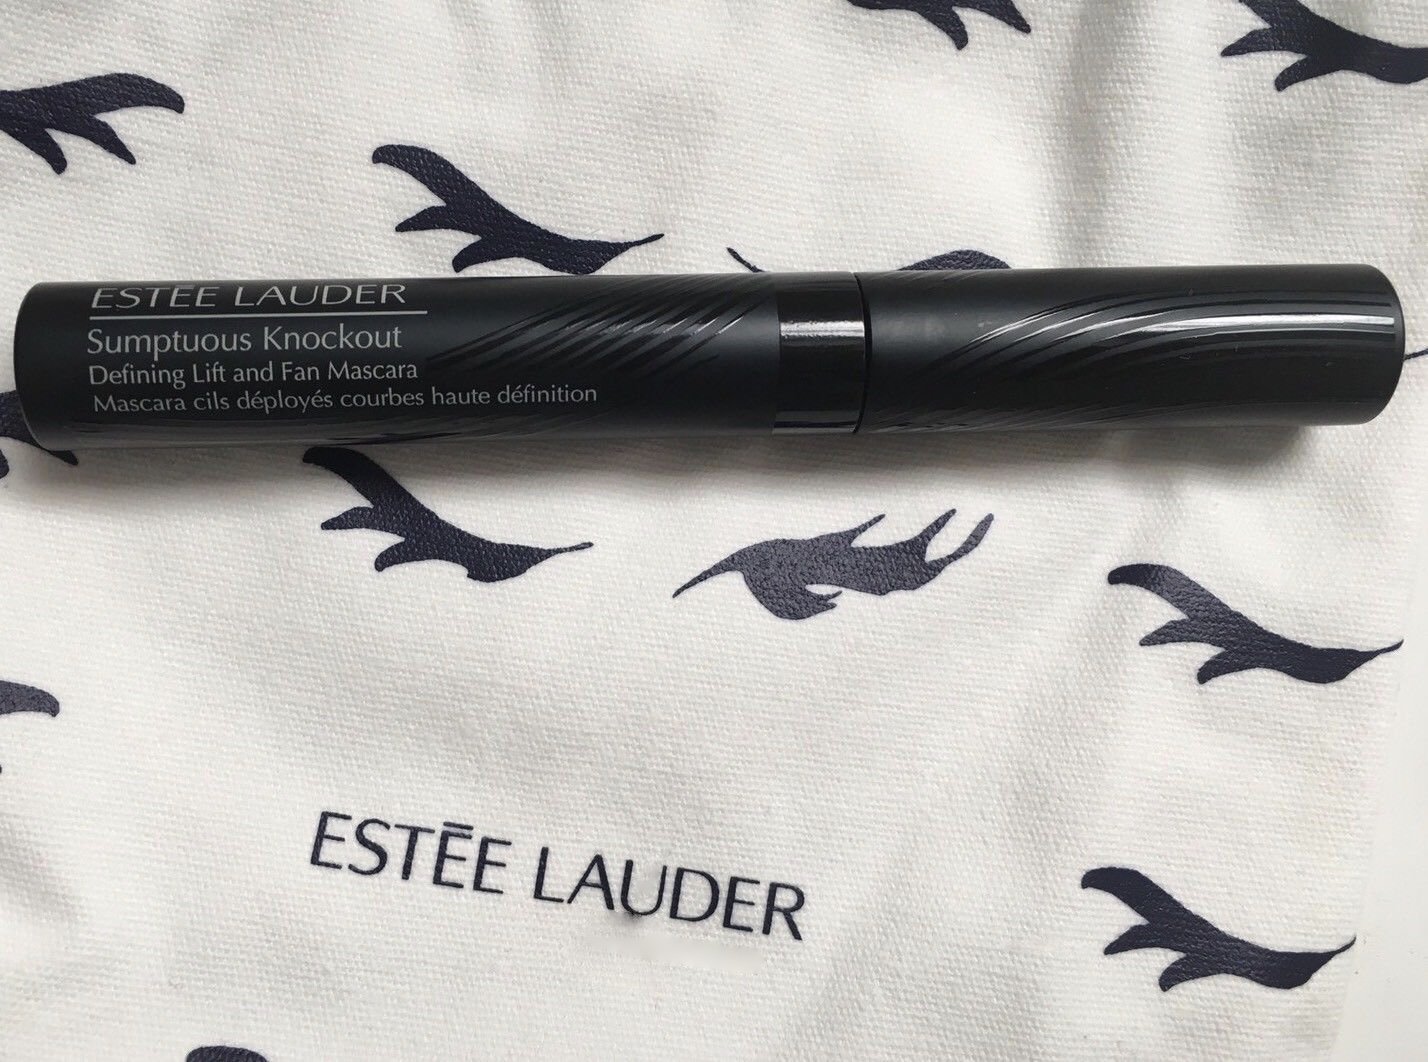 ESTĒE LAUDER
Sumptuous Knockout
Defining Lift and Fan Mascara
Mascara cils déployés courbes haute définition
ESTĒE LAUDER